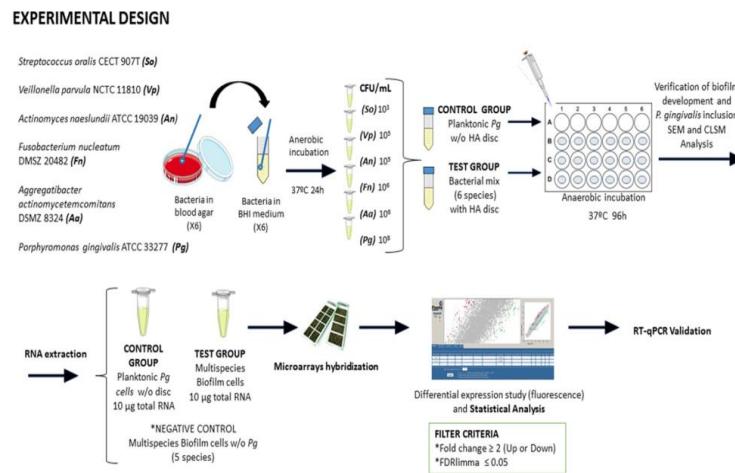 EXPERIMENTAL DESIGN
Streptococcus oralis CECT 907T (So)
Veillonella parvula NCTC 11810 (Vp)
Actinomyces naeslundii ATCC 19039 (An)
Fusobacterium nucleatum
DMSZ 20482 (Fn)
Aggregatibacter
actinomycetemcomitans
DSMZ 8324 (Aa)
Porphyromonas gingivalis ATCC 33277 (Pg)
Bacteria in
blood agar
(X6)
Bacteria in
BHI medium
(X6)
Anerobic
incubation
37ºC 24h
CFU/mL
(So) 10³
(Vp) 10⁵
(An) 10⁵
(Fn) 10⁶
(Aa) 10⁶
(Pg) 10⁸
CONTROL GROUP
Planktonic Pg
w/o HA disc
TEST GROUP
Bacterial mix
(6 species)
with HA disc
1 2 3 4 5 6
A
B
C
D
Anaerobic incubation
37ºC 96h
Verification of biofilm
development and
P. gingivalis inclusion
SEM and CLSM
Analysis
RNA extraction
CONTROL
GROUP
Planktonic Pg
cells w/o disc
10 µg total RNA
TEST GROUP
Multispecies
Biofilm cells
10 µg total RNA
*NEGATIVE CONTROL
Multispecies Biofilm cells w/o Pg
(5 species)
Microarrays hybridization
Differential expression study (fluorescence)
and Statistical Analysis
FILTER CRITERIA
*Fold change ≥ 2 (Up or Down)
*FDRlimma ≤ 0.05
RT-qPCR Validation